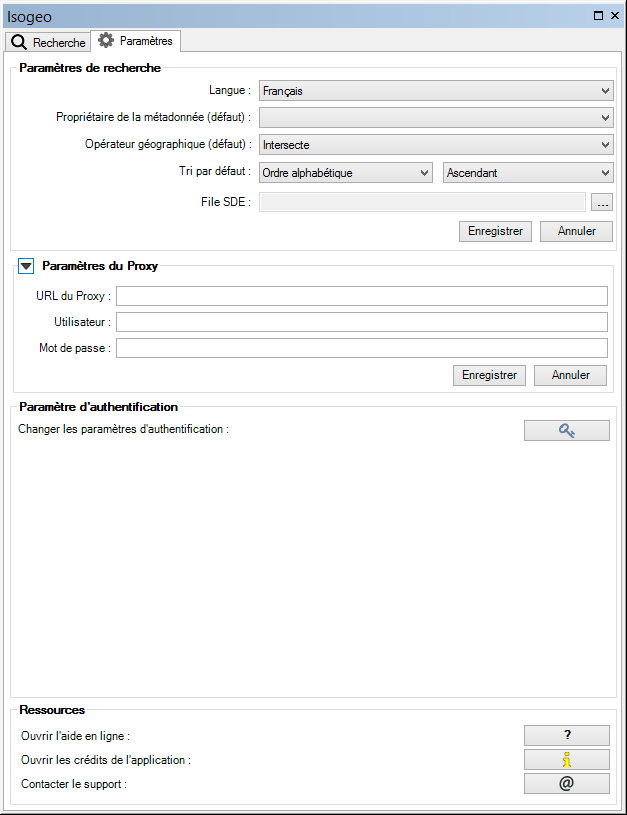 Isogeo
Recherche Paramètres
Paramètres de recherche
Langue : Français
Propriétaire de la métadonnée (défaut) :
Opérateur géographique (défaut) : Intersecte
Tri par défaut : Ordre alphabétique Ascendant
File SDE : ...
Enregistrer Annuler
Paramètres du Proxy
URL du Proxy :
Utilisateur :
Mot de passe :
Enregistrer Annuler
Paramètre d'authentification
Changer les paramètres d'authentification :
Ressources
Ouvrir l'aide en ligne : ?
Ouvrir les crédits de l'application : i
Contacter le support : @